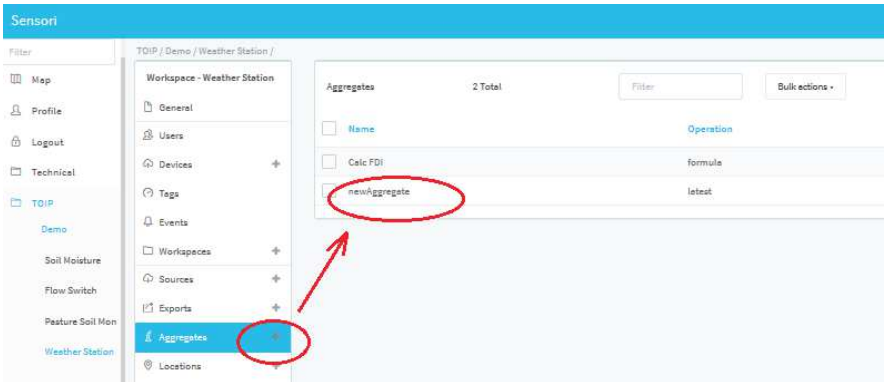 Sensori
Filter
Map
Profile
Logout
Technical
TOIP
Demo
Soil Moisture
Flow Switch
Pasture Soil Mon
Weather Station
TOIP / Demo / Weather Station /
Workspace - Weather Station
General
Users
Devices +
Tags
Events
Workspaces +
Sources +
Exports +
Aggregates +
Locations +
Aggregates 2 Total Filter Bulk actions
Name Operation
Calc FDI formula
newAggregate latest